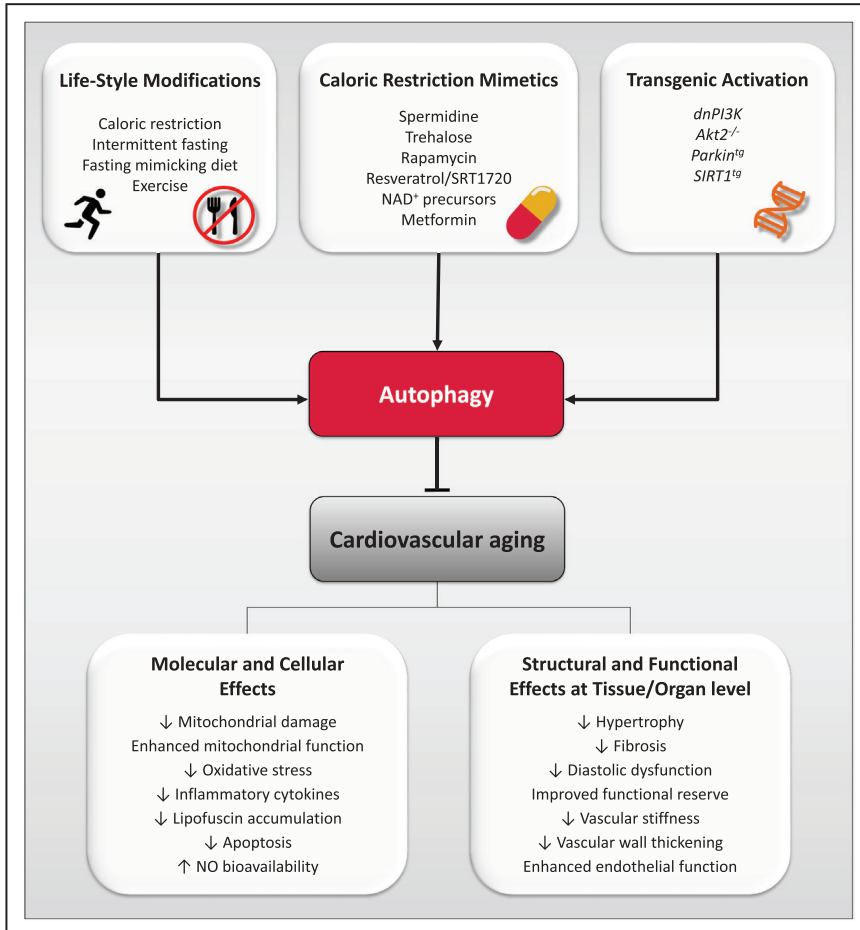 Life-Style Modifications
Caloric restriction
Intermittent fasting
Fasting mimicking diet
Exercise
Caloric Restriction Mimetics
Spermidine
Trehalose
Rapamycin
Resveratrol/SRT1720
NAD⁺ precursors
Metformin
Transgenic Activation
dnPI3K
Akt2⁻/⁻
Parkinᵗᵍ
SIRT1ᵗᵍ
Autophagy
Cardiovascular aging
Molecular and Cellular
Effects
↓ Mitochondrial damage
Enhanced mitochondrial function
↓ Oxidative stress
↓ Inflammatory cytokines
↓ Lipofuscin accumulation
↓ Apoptosis
↑ NO bioavailability
Structural and Functional
Effects at Tissue/Organ level
↓ Hypertrophy
↓ Fibrosis
↓ Diastolic dysfunction
Improved functional reserve
↓ Vascular stiffness
↓ Vascular wall thickening
Enhanced endothelial function